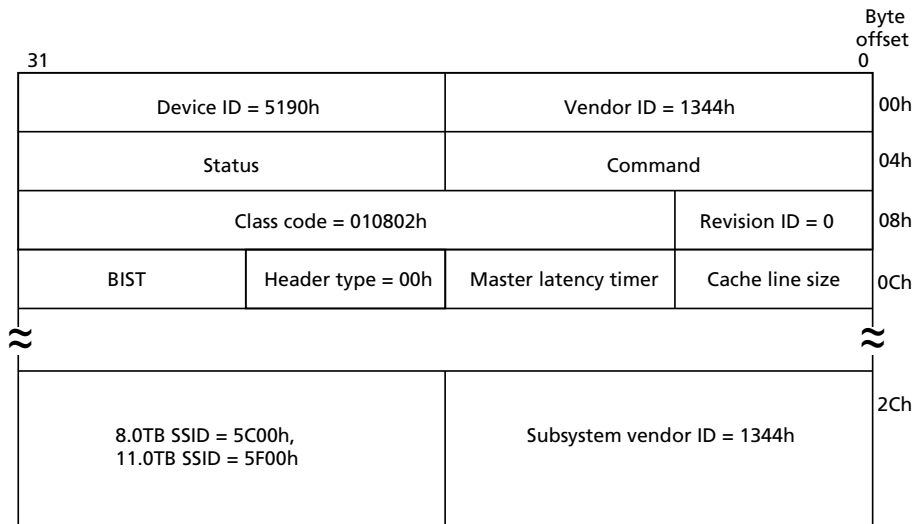 Byte
offset
31 0
Device ID = 5190h Vendor ID = 1344h 00h
Status Command 04h
Class code = 010802h Revision ID = 0 08h
BIST Header type = 00h Master latency timer Cache line size 0Ch
≈ ≈
2Ch
8.0TB SSID = 5C00h, Subsystem vendor ID = 1344h
11.0TB SSID = 5F00h